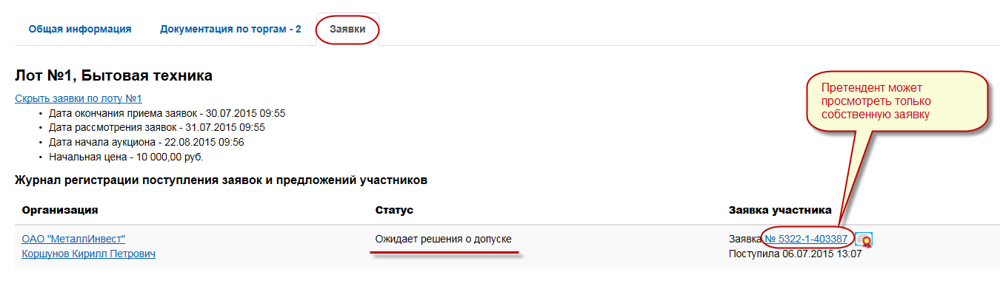 Общая информация
Документация по торгам - 2
Заявки
Лот №1, Бытовая техника
Скрыть заявки по лоту №1
• Дата окончания приема заявок - 30.07.2015 09:55
• Дата рассмотрения заявок - 31.07.2015 09:55
• Дата начала аукциона - 22.08.2015 09:56
• Начальная цена - 10 000,00 руб.
Претендент может
просмотреть только
собственную заявку
Журнал регистрации поступления заявок и предложений участников
Организация
Статус
Заявка участника
ОАО "МеталлИнвест"
Коршунов Кирилл Петрович
Ожидает решения о допуске
Заявка № 5322-1-403387
Поступила 06.07.2015 13:07